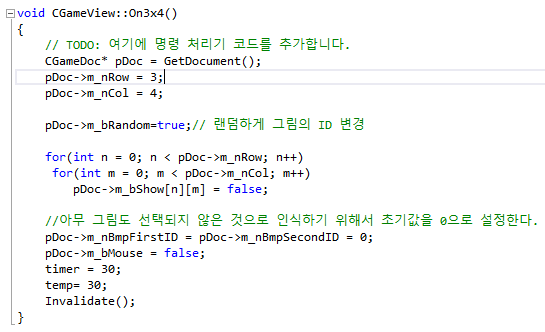 void CGameView::On3x4()
{
// TODO: 여기에 명령 처리기 코드를 추가합니다.
CGameDoc* pDoc = GetDocument();
pDoc->m_nRow = 3;
pDoc->m_nCol = 4;
pDoc->m_bRandom=true;// 랜덤하게 그림의 ID 변경
for(int n = 0; n < pDoc->m_nRow; n++)
for(int m = 0; m < pDoc->m_nCol; m++)
pDoc->m_bShow[n][m] = false;
//아무 그림도 선택되지 않은 것으로 인식하기 위해서 초기값을 0으로 설정한다.
pDoc->m_nBmpFirstID = pDoc->m_nBmpSecondID = 0;
pDoc->m_bMouse = false;
timer = 30;
temp= 30;
Invalidate();
}